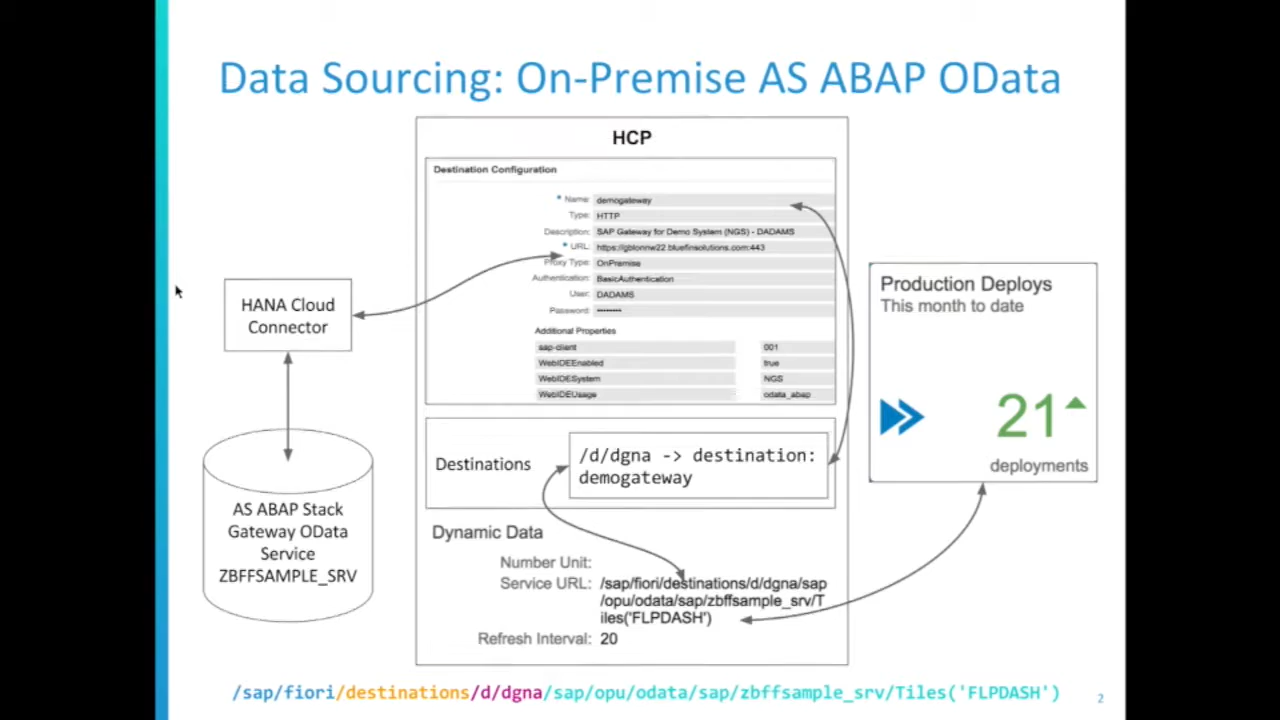 Data Sourcing: On-Premise AS ABAP OData
HCP
Destination Configuration
* Name: demogateway
Type: HTTP
Description: SAP Gateway for Demo System (NGS) - DADAMS
* URL: https://gblonnw22.bluefinsolutions.com:443
Proxy Type: OnPremise
Authentication: BasicAuthentication
User: DADAMS
Password: ••••••••
Additional Properties
sap-client 001
WebIDEEnabled true
WebIDESystem NGS
WebIDEUsage odata_abap
HANA Cloud
Connector
AS ABAP Stack
Gateway OData
Service
ZBFFSAMPLE_SRV
Destinations
/d/dgna -> destination:
demogateway
Dynamic Data
Number Unit:
Service URL: /sap/fiori/destinations/d/dgna/sap
/opu/odata/sap/zbffsample_srv/T
iles('FLPDASH')
Refresh Interval: 20
Production Deploys
This month to date
21
deployments
/sap/fiori/destinations/d/dgna/sap/opu/odata/sap/zbffsample_srv/Tiles('FLPDASH')
2